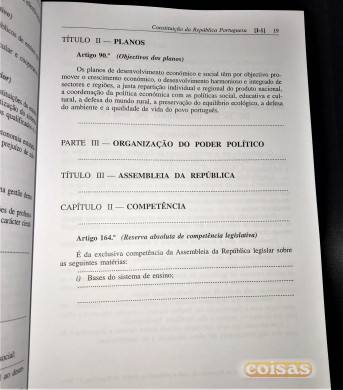 Constituição da República Portuguesa [I-1] 19
TÍTULO II — PLANOS
Artigo 90.º (Objectivos dos planos)
Os planos de desenvolvimento económico e social têm por objectivo pro-
mover o crescimento económico, o desenvolvimento harmonioso e integrado de
sectores e regiões, a justa repartição individual e regional do produto nacional,
a coordenação da política económica com as políticas social, educativa e cul-
tural, a defesa do mundo rural, a preservação do equilíbrio ecológico, a defesa
do ambiente e a qualidade de vida do povo português.
PARTE III — ORGANIZAÇÃO DO PODER POLÍTICO
TÍTULO III — ASSEMBLEIA DA REPÚBLICA
CAPÍTULO II — COMPETÊNCIA
Artigo 164.º (Reserva absoluta de competência legislativa)
É da exclusiva competência da Assembleia da República legislar sobre
as seguintes matérias:
i) Bases do sistema de ensino;
coisas